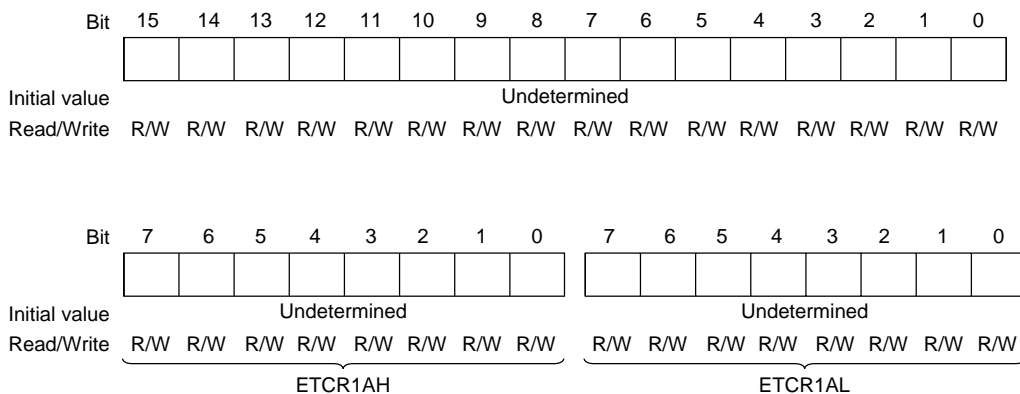 Bit 15 14 13 12 11 10 9 8 7 6 5 4 3 2 1 0
Initial value Undetermined
Read/Write R/W R/W R/W R/W R/W R/W R/W R/W R/W R/W R/W R/W R/W R/W R/W R/W
Bit 7 6 5 4 3 2 1 0 7 6 5 4 3 2 1 0
Initial value Undetermined Undetermined
Read/Write R/W R/W R/W R/W R/W R/W R/W R/W R/W R/W R/W R/W R/W R/W R/W R/W
ETCR1AH ETCR1AL